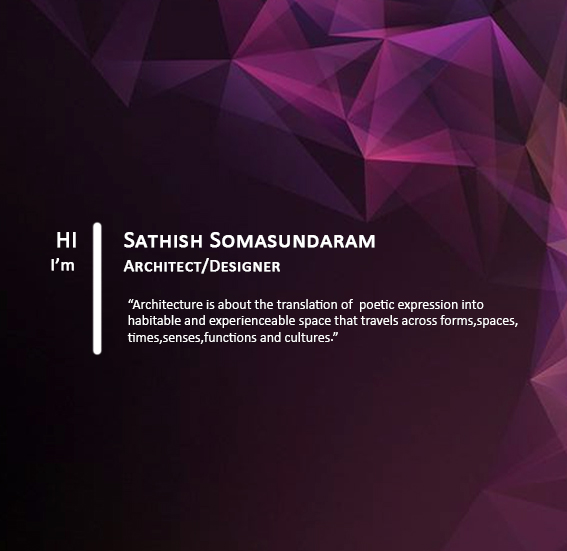 HI
I'm
Sathish Somasundaram
Architect/Designer
“Architecture is about the translation of  poetic expression into
habitable and experienceable space that travels across forms,spaces,
times,senses,functions and cultures.”